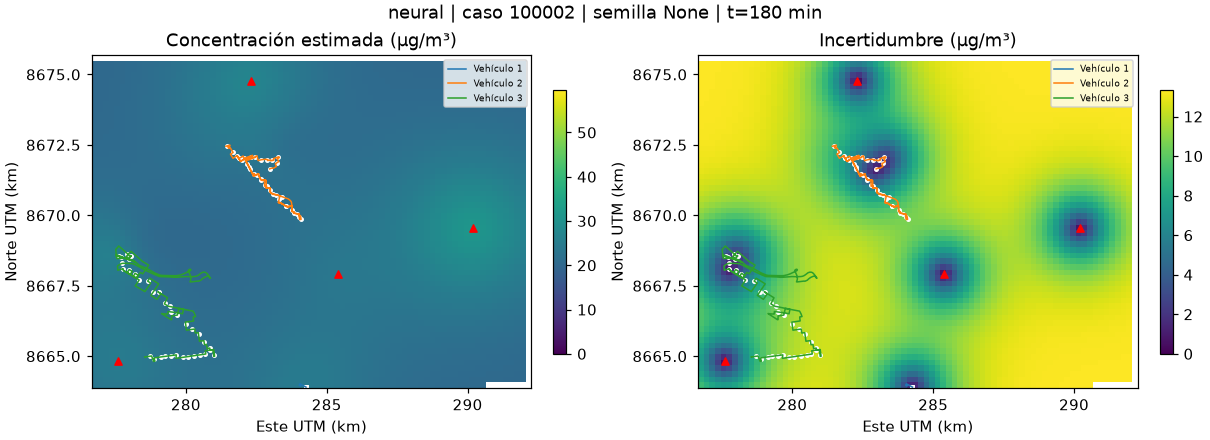 neural | caso 100002 | semilla None | t=180 min
Concentración estimada (µg/m³)
Vehículo 1
Vehículo 2
Vehículo 3
8675.0
8672.5
8670.0
8667.5
8665.0
Norte UTM (km)
280
285
290
Este UTM (km)
50
40
30
20
10
0
Incertidumbre (µg/m³)
Vehículo 1
Vehículo 2
Vehículo 3
8675.0
8672.5
8670.0
8667.5
8665.0
Norte UTM (km)
280
285
290
Este UTM (km)
12
10
8
6
4
2
0